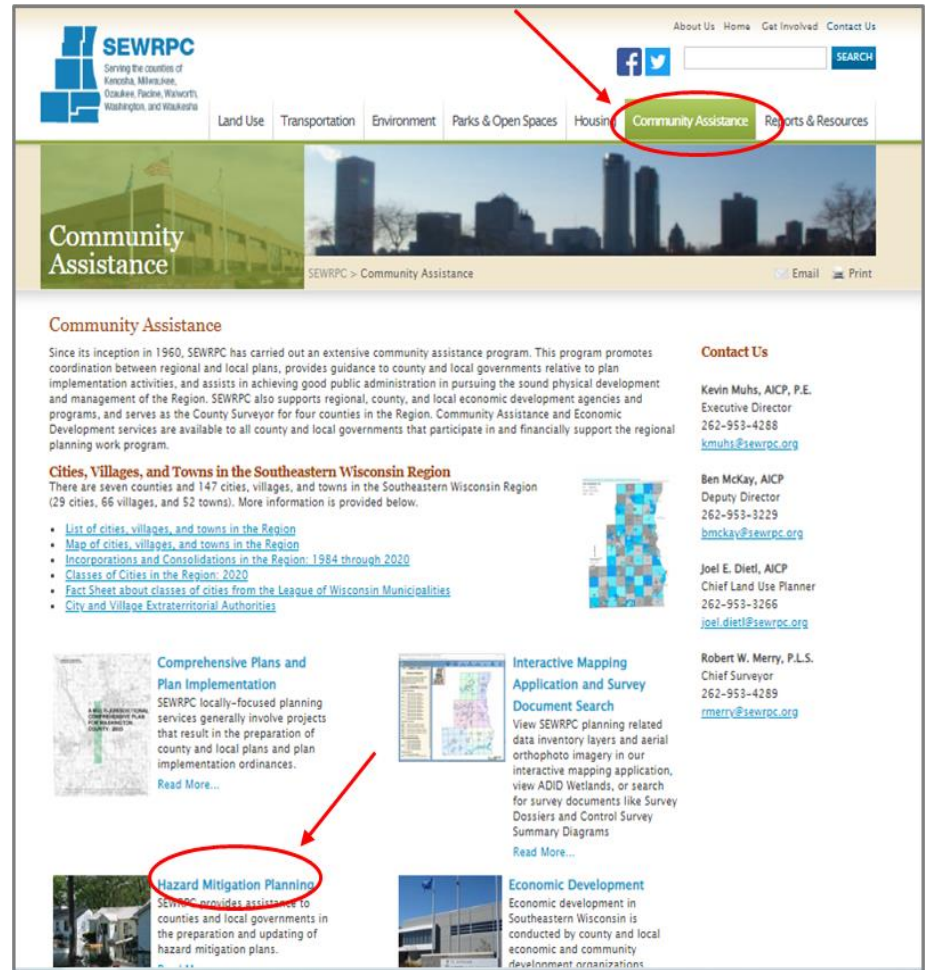 About Us Home Get Involved Contact Us
SEWRPC
Serving the counties of
Kenosha, Milwaukee,
Ozaukee, Racine, Walworth,
Washington, and Waukesha
SEARCH
Land Use Transportation Environment Parks & Open Spaces Housing Community Assistance Reports & Resources
Community
Assistance
SEWRPC > Community Assistance
Email Print
Community Assistance
Since its inception in 1960, SEWRPC has carried out an extensive community assistance program. This program promotes
coordination between regional and local plans, provides guidance to county and local governments relative to plan
implementation activities, and assists in achieving good public administration in pursuing the sound physical development
and management of the Region. SEWRPC also supports regional, county, and local economic development agencies and
programs, and serves as the County Surveyor for four counties in the Region. Community Assistance and Economic
Development services are available to all county and local governments that participate in and financially support the regional
planning work program.
Cities, Villages, and Towns in the Southeastern Wisconsin Region
There are seven counties and 147 cities, villages, and towns in the Southeastern Wisconsin Region
(29 cities, 66 villages, and 52 towns). More information is provided below.
List of cities, villages, and towns in the Region
Map of cities, villages, and towns in the Region
Incorporations and Consolidations in the Region: 1984 through 2020
Classes of Cities in the Region: 2020
Fact Sheet about classes of cities from the League of Wisconsin Municipalities
City and Village Extraterritorial Authorities
Contact Us
Kevin Muhs, AICP, P.E.
Executive Director
262-953-4288
kmuhs@sewrpc.org
Ben McKay, AICP
Deputy Director
262-953-3229
bmckay@sewrpc.org
Joel E. Dietl, AICP
Chief Land Use Planner
262-953-3266
joel.dietl@sewrpc.org
Robert W. Merry, P.L.S.
Chief Surveyor
262-953-4289
rmerry@sewrpc.org
A MULTI-JURISDICTIONAL
COMPREHENSIVE PLAN
FOR WASHINGTON
COUNTY: 2035
Comprehensive Plans and
Plan Implementation
SEWRPC locally-focused planning
services generally involve projects
that result in the preparation of
county and local plans and plan
implementation ordinances.
Read More...
Interactive Mapping
Application and Survey
Document Search
View SEWRPC planning related
data inventory layers and aerial
orthophoto imagery in our
interactive mapping application,
view ADID Wetlands, or search
for survey documents like Survey
Dossiers and Control Survey
Summary Diagrams
Read More...
Hazard Mitigation Planning
SEWRPC provides assistance to
counties and local governments in
the preparation and updating of
hazard mitigation plans.
Economic Development
Economic development in
Southeastern Wisconsin is
conducted by county and local
economic and community
development organizations